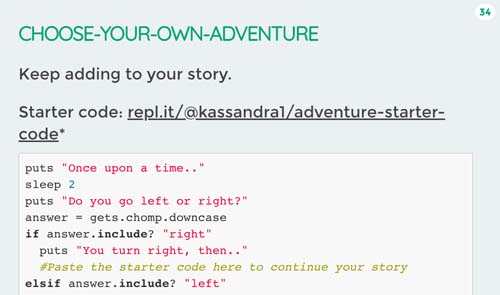 34
CHOOSE-YOUR-OWN-ADVENTURE
Keep adding to your story.
Starter code: repl.it/@kassandra1/adventure-starter-
code*
puts "Once upon a time.."
sleep 2
puts "Do you go left or right?"
answer = gets.chomp.downcase
if answer.include? "right"
  puts "You turn right, then.."
  #Paste the starter code here to continue your story
elsif answer.include? "left"